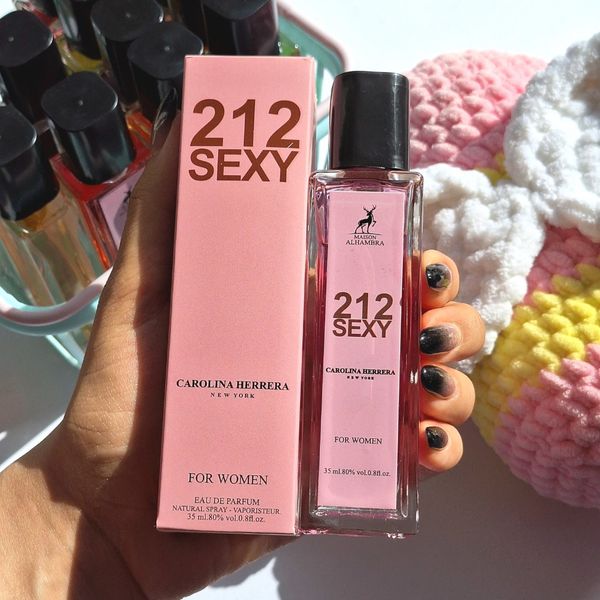 212
SEXY
CAROLINA HERRERA
NEW YORK
FOR WOMEN
EAU DE PARFUM
NATURAL SPRAY - VAPORISTEUR
35 ml.80% vol.0.8fl.oz.
MAISON
ALHAMBRA
212
SEXY
CAROLINA HERRERA
NEW YORK
FOR WOMEN
35 ml.80% vol.0.8fl.oz.